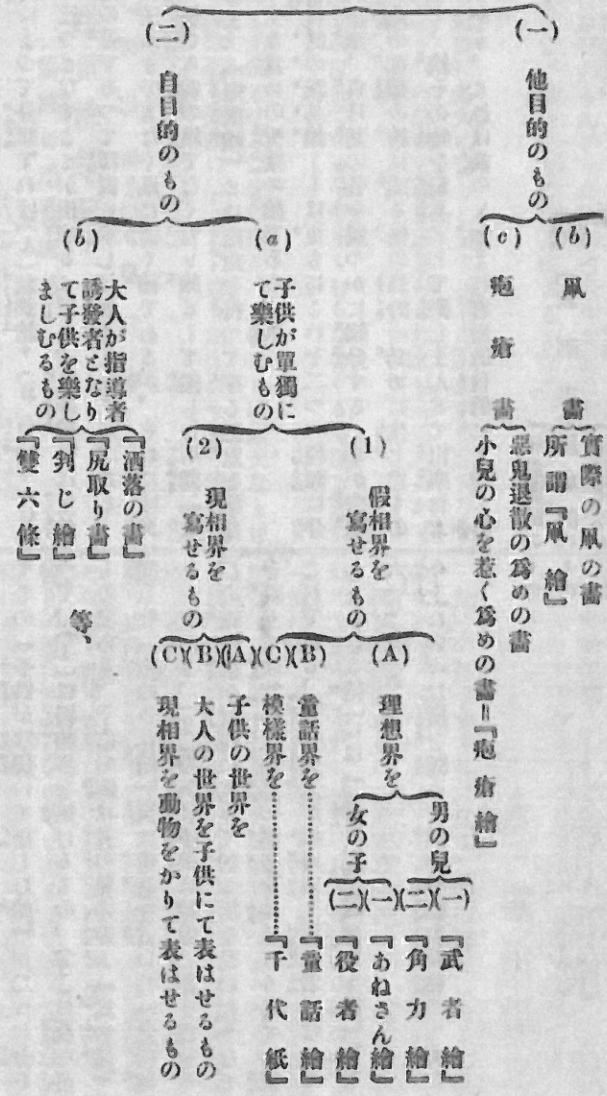 (一) 他目的のもの
(b) 凧畵
實際の凧の畵
所謂『凧繪』
(c) 疱瘡畵
惡鬼退散の爲めの畵
小兒の心を惹く爲めの畵=『疱瘡繪』
(二) 自目的のもの
(a) 子供が單獨に
て樂しむもの
(1) 假相界を
寫せるもの
(A) 理想界を
男の兒
(一)『武者繪』
(二)『角力繪』
女の子
(一)『あねさん繪』
(二)『役者繪』
(B) 童話界を…………『童話繪』
(C) 模樣界を…………『千代紙』
(2) 現相界を
寫せるもの
(A) 子供の世界を
(B) 大人の世界を子供にて表はせるもの
(C) 現相界を動物をかりて表はせるもの
(b) 大人が指導者
誘發者となり
て子供を樂し
ましむるもの
『洒落の畵』
『尻取り畵』
『判じ繪』
『雙六條』
等、